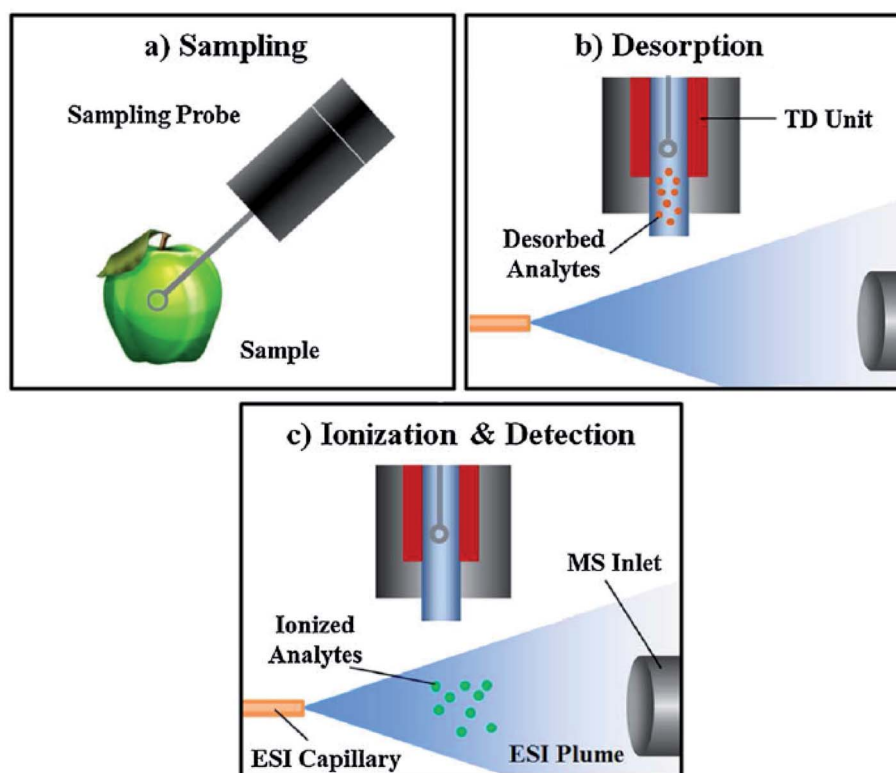 a) Sampling
Sampling Probe
Sample
b) Desorption
TD Unit
Desorbed
Analytes
c) Ionization & Detection
MS Inlet
Ionized
Analytes
ESI Capillary
ESI Plume